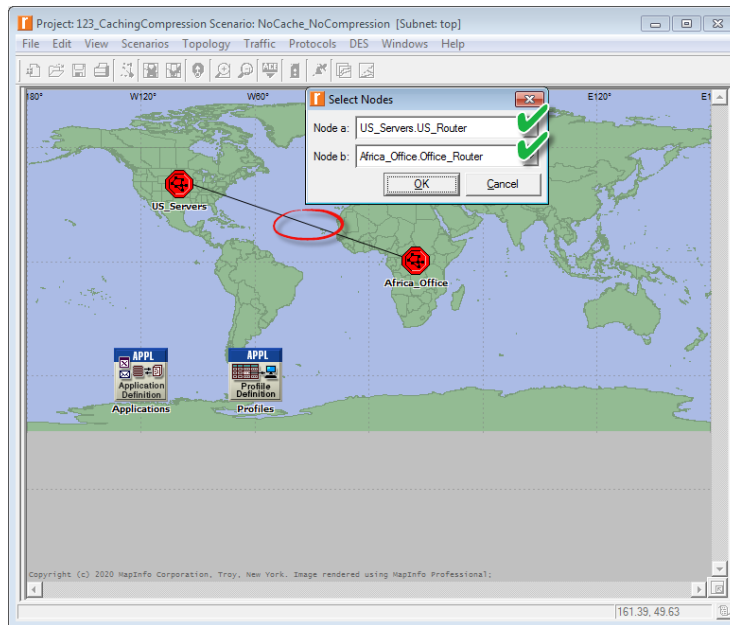 Project: 123_CachingCompression Scenario: NoCache_NoCompression [Subnet: top]
File Edit View Scenarios Topology Traffic Protocols DES Windows Help
180° W120° W60° E120° E1
Select Nodes
Node a: US_Servers.US_Router
Node b: Africa_Office.Office_Router
OK Cancel
US_Servers
Africa_Office
APPL APPL
Application Definition
Profile Definition
Applications Profiles
Copyright (c) 2020 MapInfo Corporation, Troy, New York. Image rendered using MapInfo Professional;
161.39, 49.63